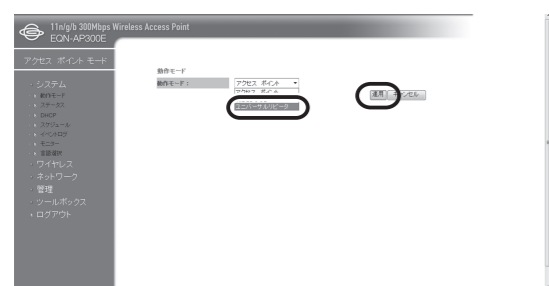 11n/g/b 300Mbps Wireless Access Point
EQN-AP300E
アクセス ポイント モード
システム
動作モード
ステータス
DHCP
スケジュール
イベントログ
モニター
言語選択
ワイヤレス
ネットワーク
管理
ツールボックス
ログアウト
動作モード
動作モード : アクセス ポイント
アクセス ポイント
ユニバーサルリピータ
適用 キャンセル